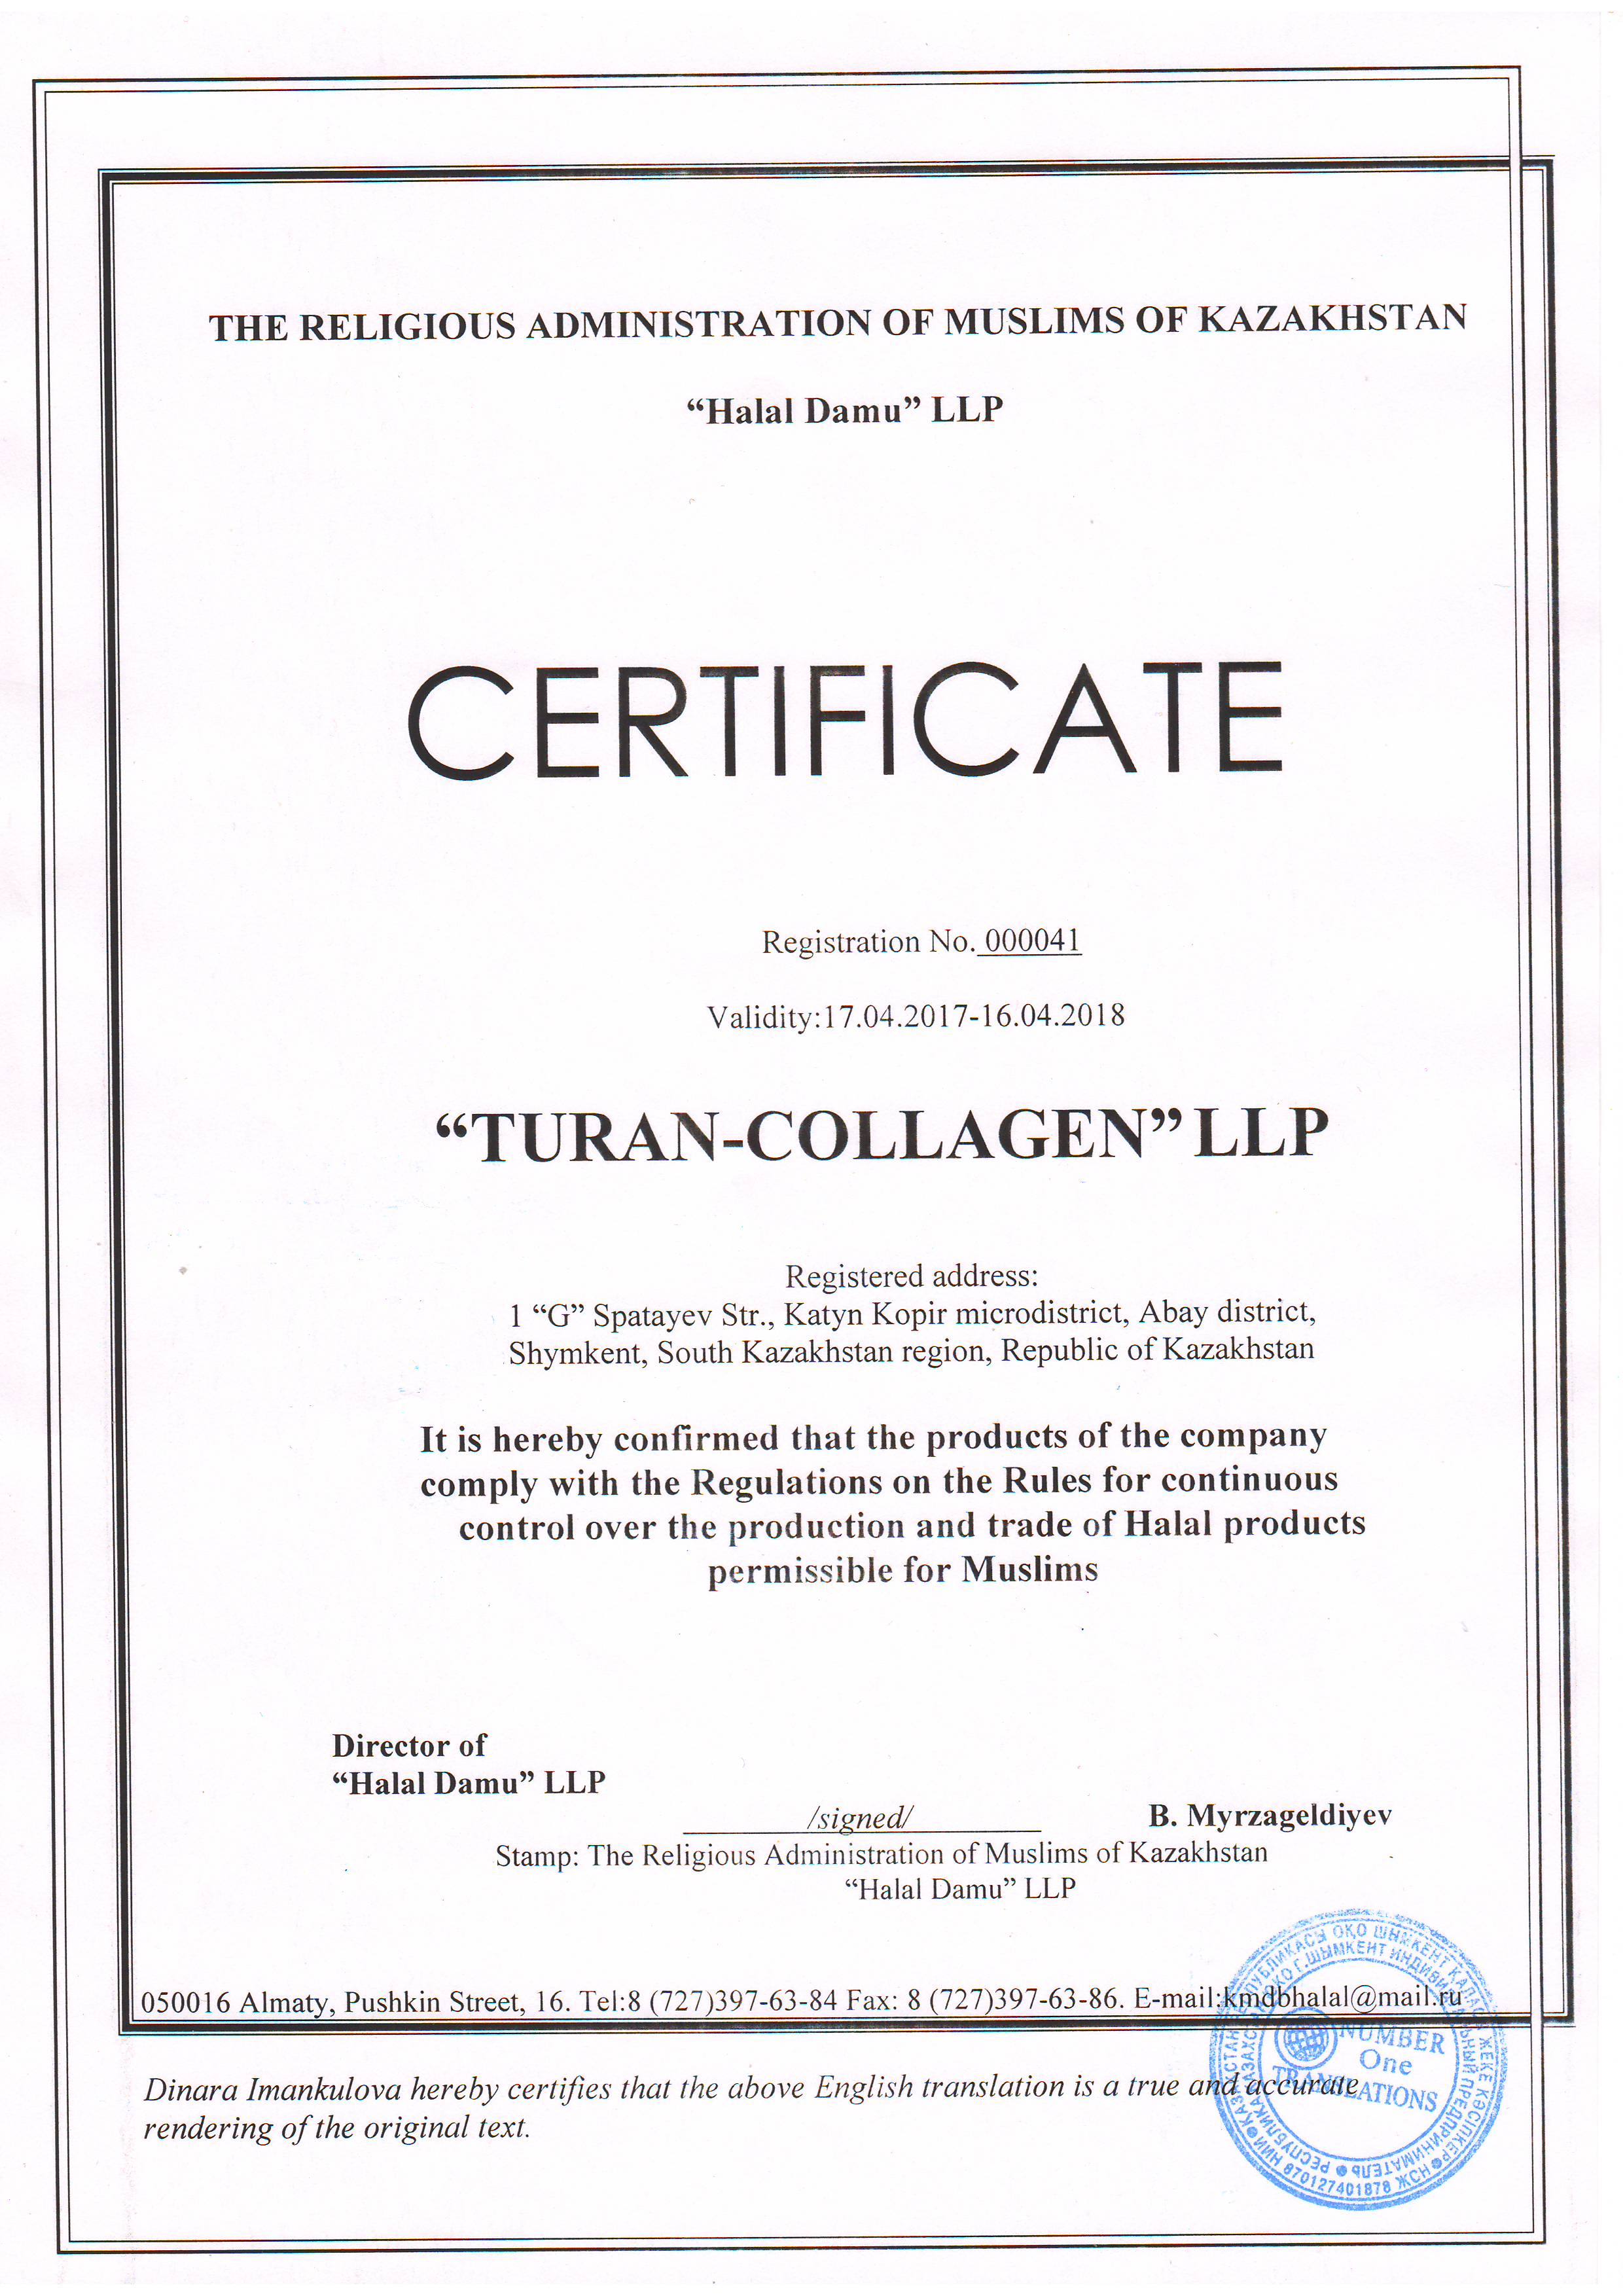 THE RELIGIOUS ADMINISTRATION OF MUSLIMS OF KAZAKHSTAN
“Halal Damu” LLP
CERTIFICATE
Registration No. 000041
Validity:17.04.2017-16.04.2018
“TURAN-COLLAGEN” LLP
Registered address:
1 “G” Spatayev Str., Katyn Kopir microdistrict, Abay district,
Shymkent, South Kazakhstan region, Republic of Kazakhstan
It is hereby confirmed that the products of the company
comply with the Regulations on the Rules for continuous
control over the production and trade of Halal products
permissible for Muslims
Director of
“Halal Damu” LLP
/signed/ B. Myrzageldiyev
Stamp: The Religious Administration of Muslims of Kazakhstan
“Halal Damu” LLP
050016 Almaty, Pushkin Street, 16. Tel:8 (727)397-63-84 Fax: 8 (727)397-63-86. E-mail:kmdbhalal@mail.ru
Dinara Imankulova hereby certifies that the above English translation is a true and accurate
rendering of the original text.
NUMBER
One
TRANSLATIONS
ОҚО ШЫМКЕНТ ҚАЛАСЫ ЖЕКЕ КӘСІПКЕР
Г.ШЫМКЕНТ ИНДИВИДУАЛЬНЫЙ ПРЕДПРИНИМАТЕЛЬ
ИИН 870127401878 ЖСН